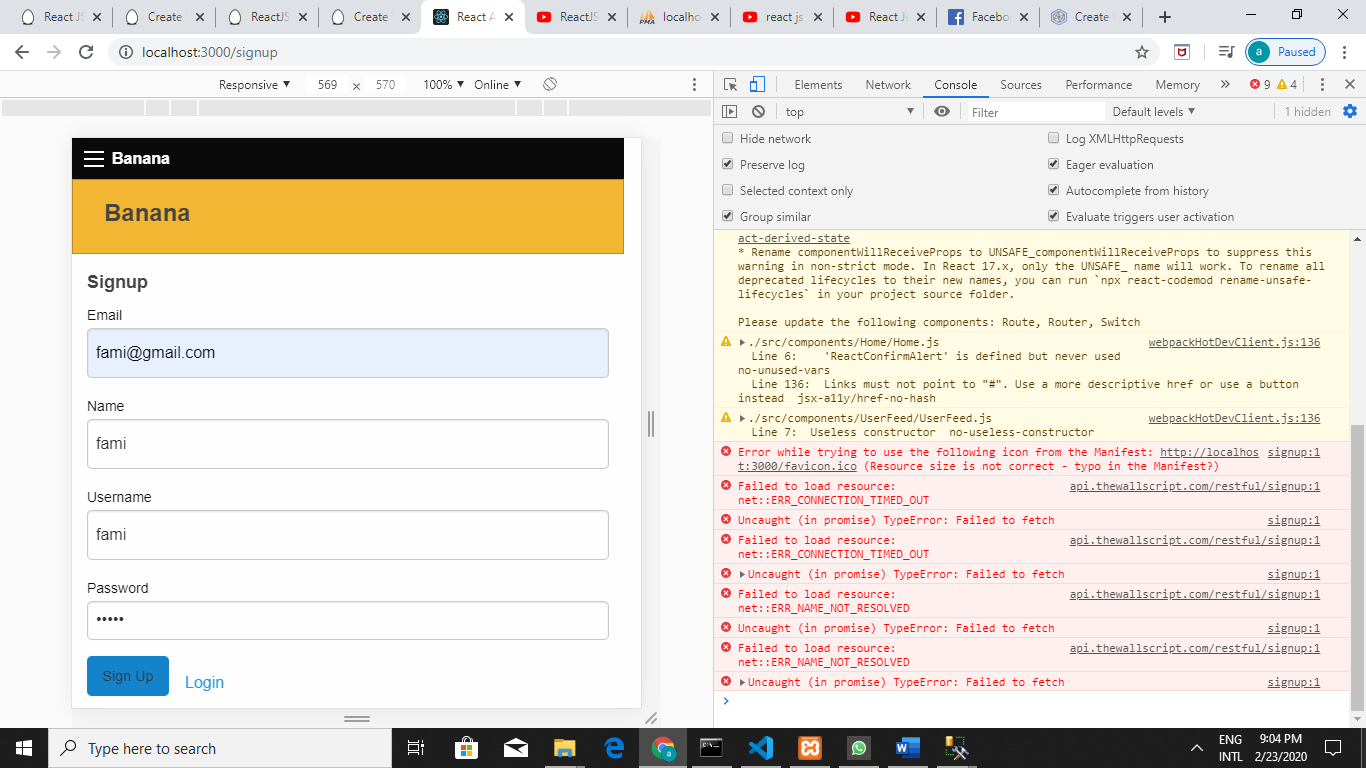 React JS
Create
ReactJS
Create
React A
ReactJS
localho
react js
React Js
Facebo
Create
localhost:3000/signup
a Paused
Responsive 569 x 570 100% Online
Elements Network Console Sources Performance Memory 9 4
top Filter Default levels 1 hidden
Hide network Log XMLHttpRequests
Preserve log Eager evaluation
Selected context only Autocomplete from history
Group similar Evaluate triggers user activation
Banana
Banana
Signup
Email
fami@gmail.com
Name
fami
Username
fami
Password
•••••
Sign Up Login
act-derived-state
* Rename componentWillReceiveProps to UNSAFE_componentWillReceiveProps to suppress this
warning in non-strict mode. In React 17.x, only the UNSAFE_ name will work. To rename all
deprecated lifecycles to their new names, you can run `npx react-codemod rename-unsafe-
lifecycles` in your project source folder.
Please update the following components: Route, Router, Switch
./src/components/Home/Home.js webpackHotDevClient.js:136
Line 6: 'ReactConfirmAlert' is defined but never used
no-unused-vars
Line 136: Links must not point to "#". Use a more descriptive href or use a button
instead jsx-a11y/href-no-hash
./src/components/UserFeed/UserFeed.js webpackHotDevClient.js:136
Line 7: Useless constructor no-useless-constructor
Error while trying to use the following icon from the Manifest: http://localhos signup:1
t:3000/favicon.ico (Resource size is not correct - typo in the Manifest?)
Failed to load resource: api.thewallscript.com/restful/signup:1
net::ERR_CONNECTION_TIMED_OUT
Uncaught (in promise) TypeError: Failed to fetch signup:1
Failed to load resource: api.thewallscript.com/restful/signup:1
net::ERR_CONNECTION_TIMED_OUT
Uncaught (in promise) TypeError: Failed to fetch signup:1
Failed to load resource: api.thewallscript.com/restful/signup:1
net::ERR_NAME_NOT_RESOLVED
Uncaught (in promise) TypeError: Failed to fetch signup:1
Failed to load resource: api.thewallscript.com/restful/signup:1
net::ERR_NAME_NOT_RESOLVED
Uncaught (in promise) TypeError: Failed to fetch signup:1
Type here to search
ENG 9:04 PM
INTL 2/23/2020